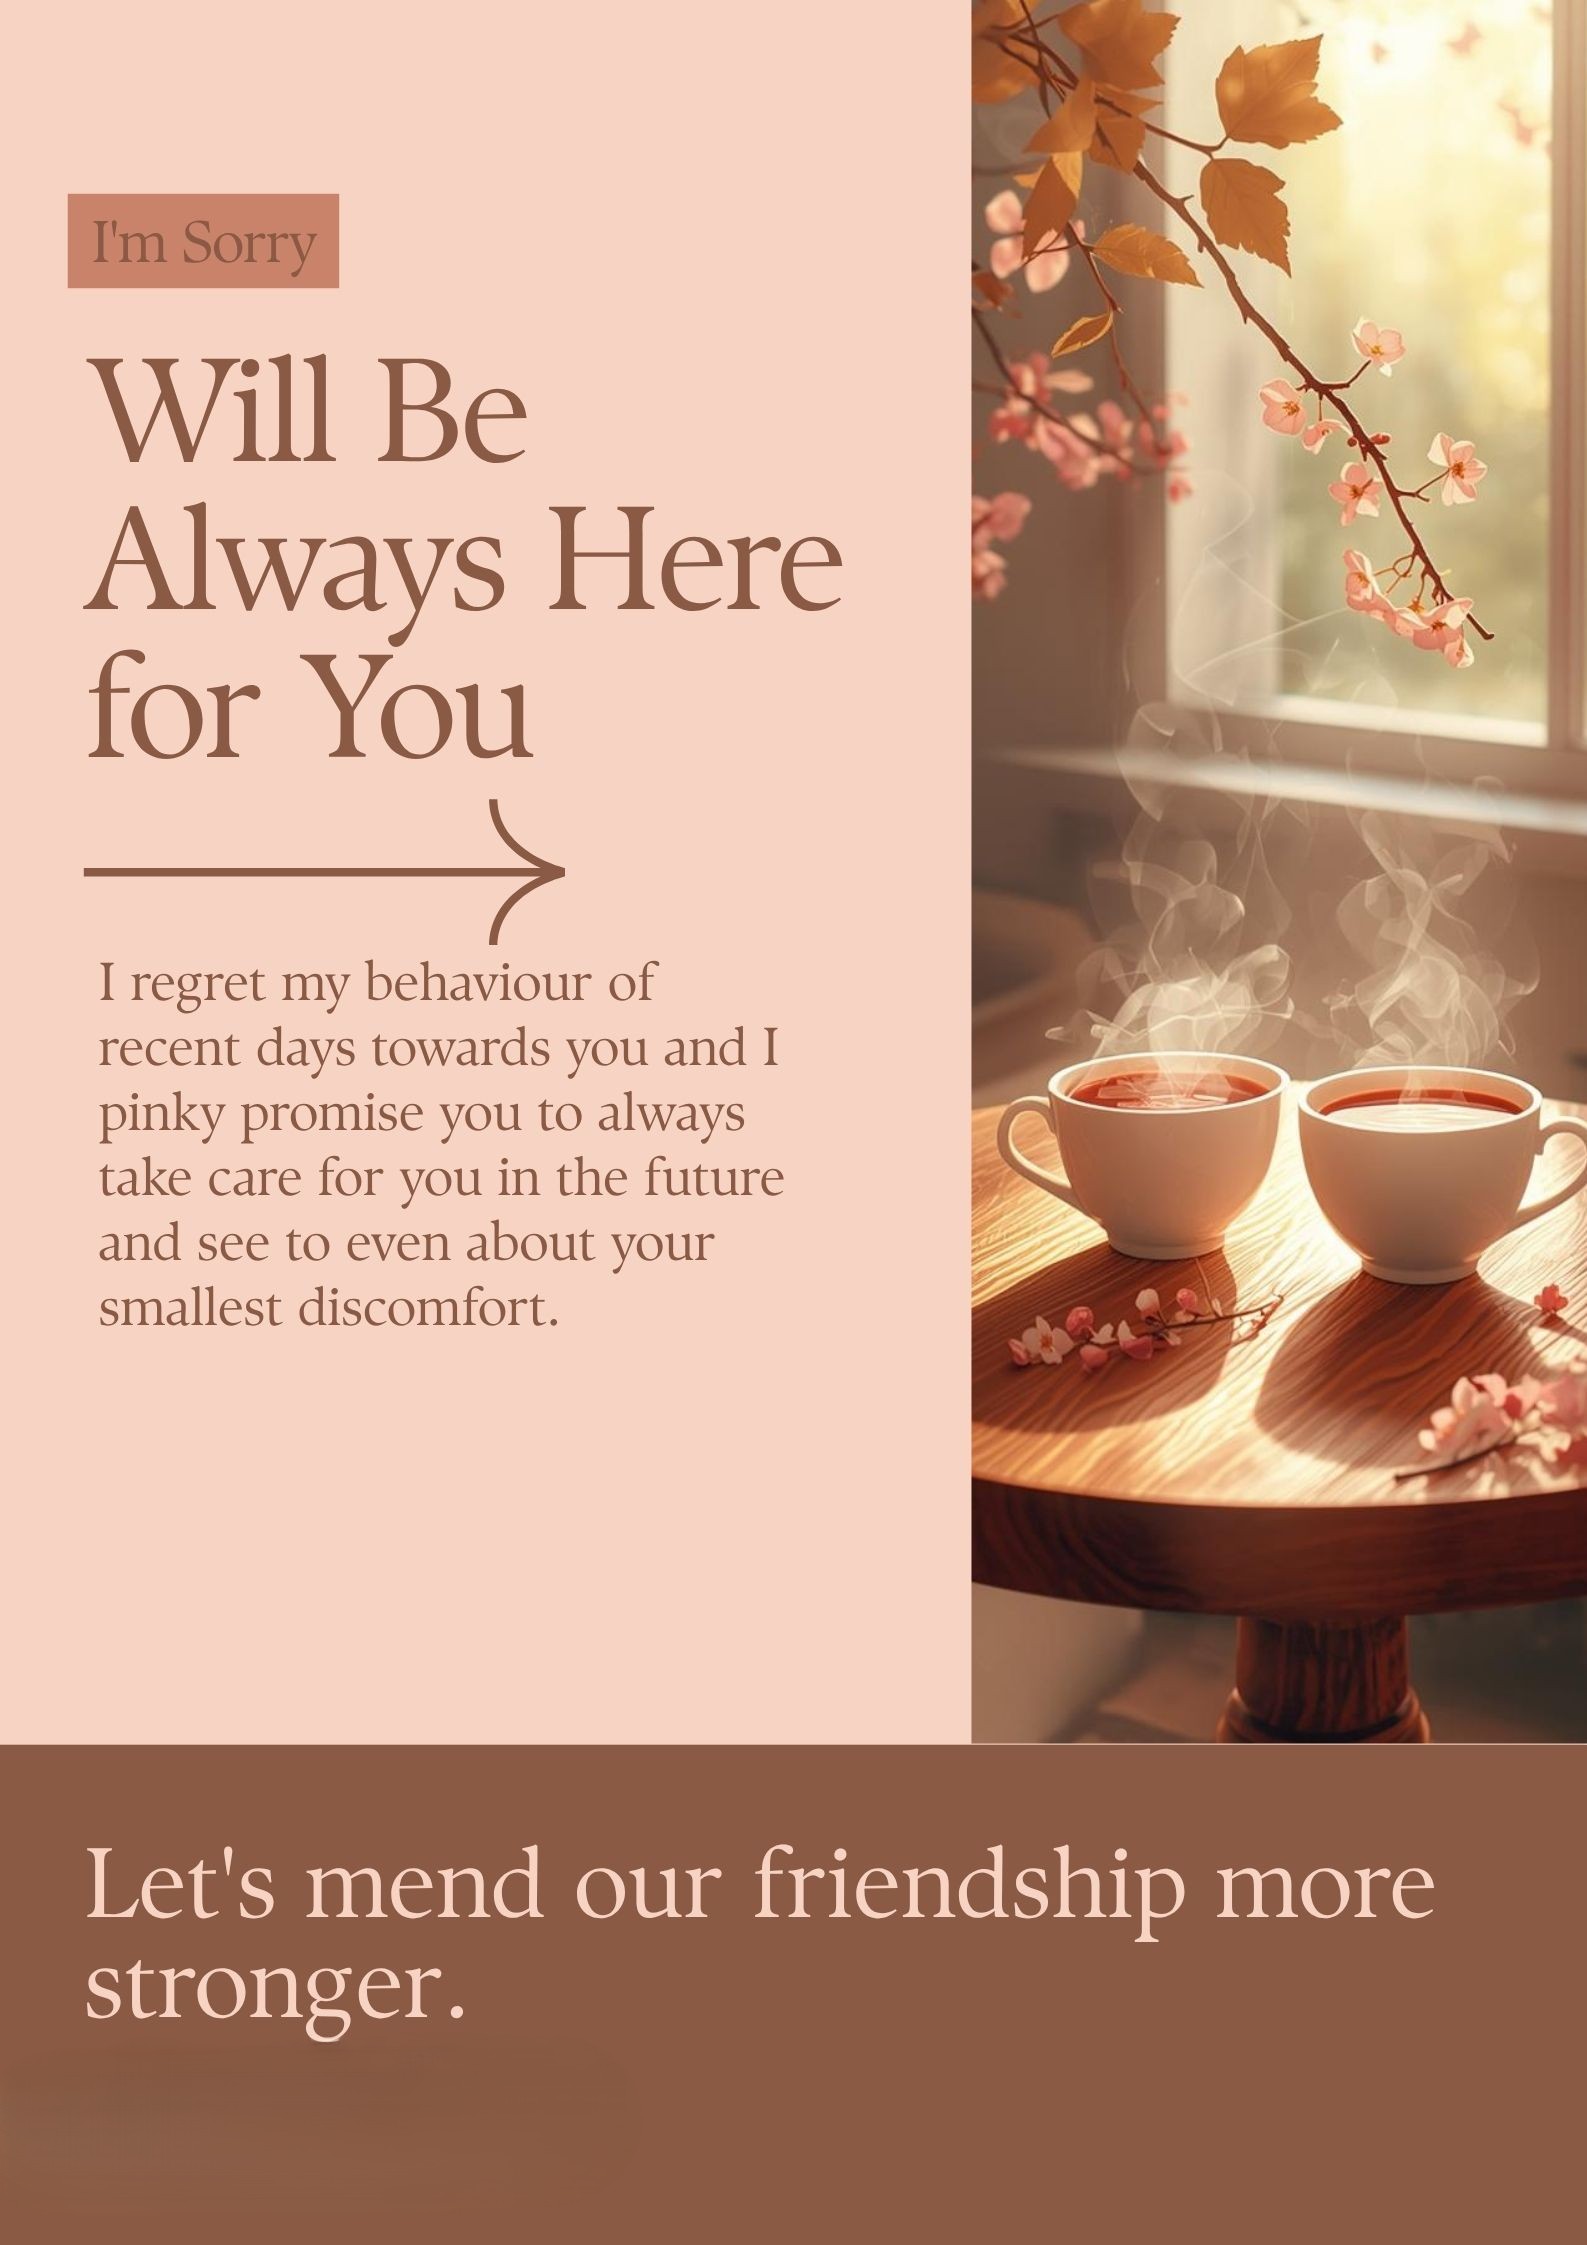 I'm Sorry
Will Be
Always Here
for You
I regret my behaviour of
recent days towards you and I
pinky promise you to always
take care for you in the future
and see to even about your
smallest discomfort.
Let's mend our friendship more
stronger.